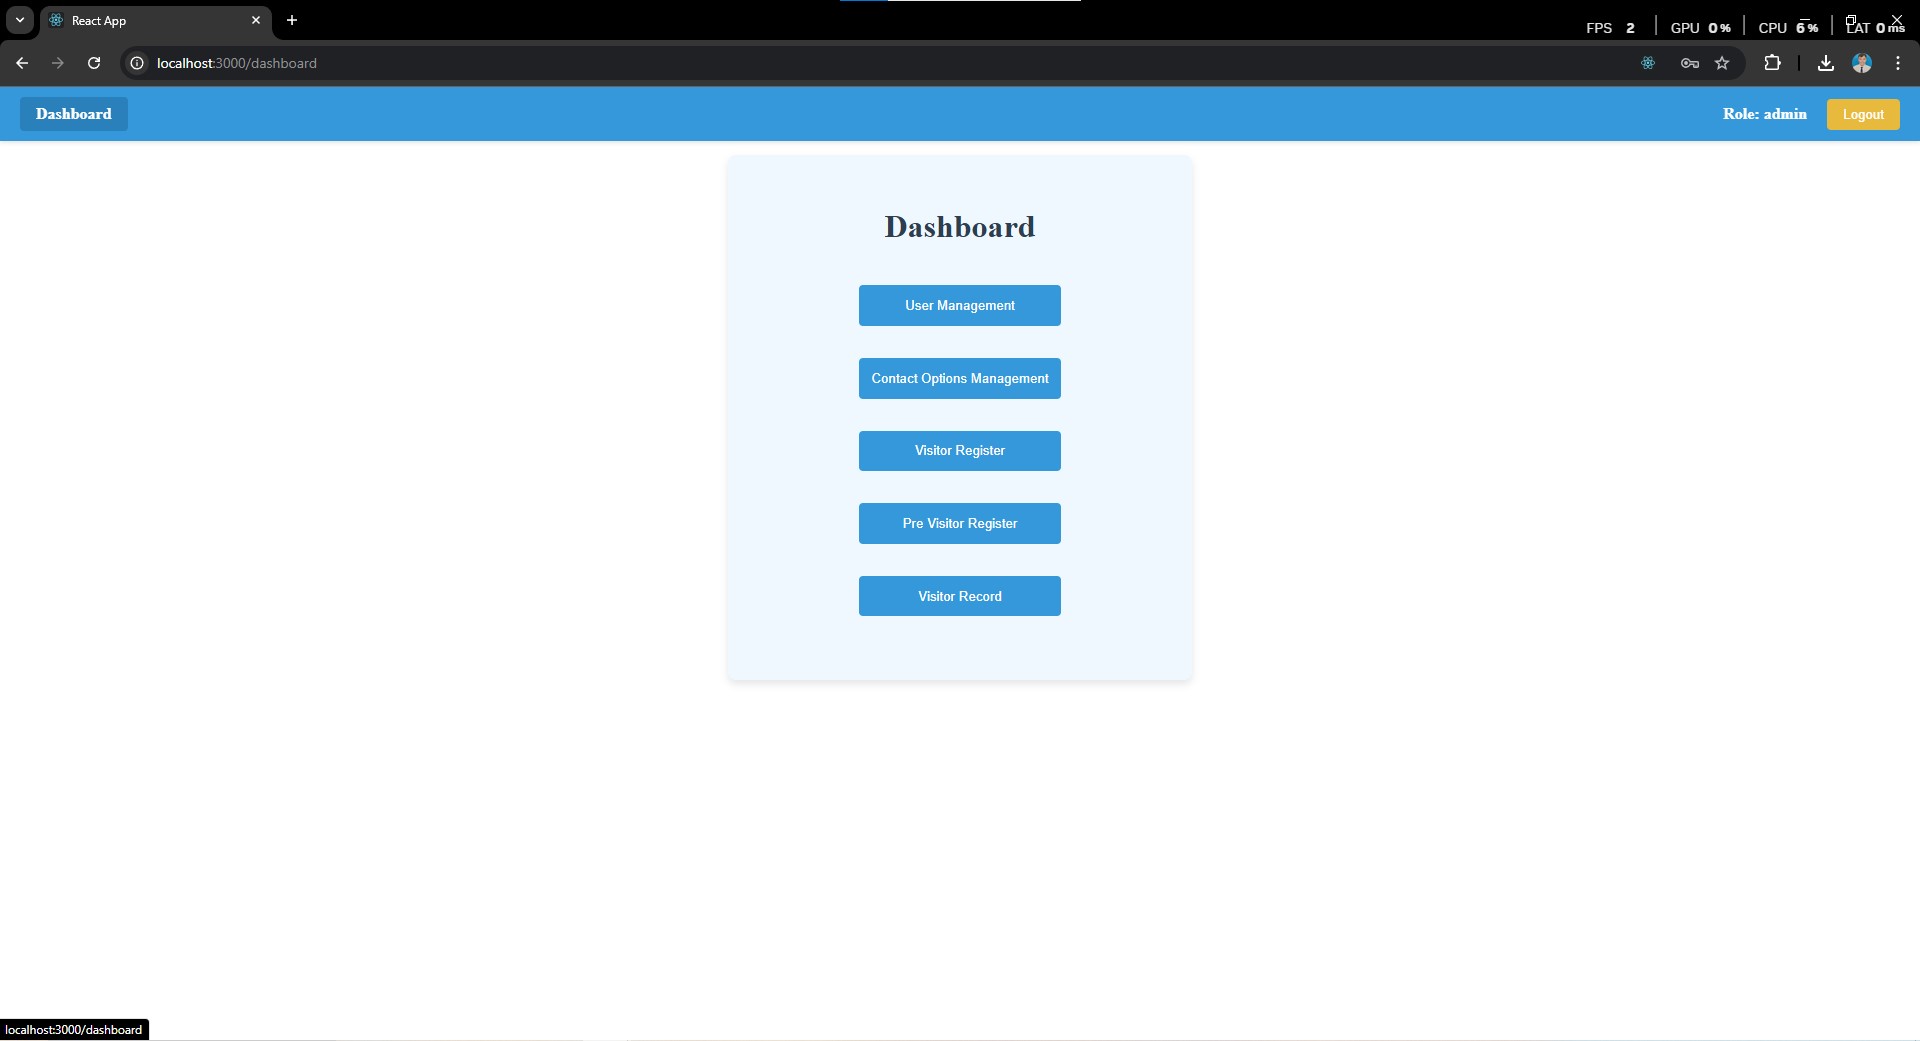 React App
FPS 2 GPU 0% CPU 6% LAT 0 ms
localhost:3000/dashboard
Dashboard
Role: admin
Logout
Dashboard
User Management
Contact Options Management
Visitor Register
Pre Visitor Register
Visitor Record
localhost:3000/dashboard